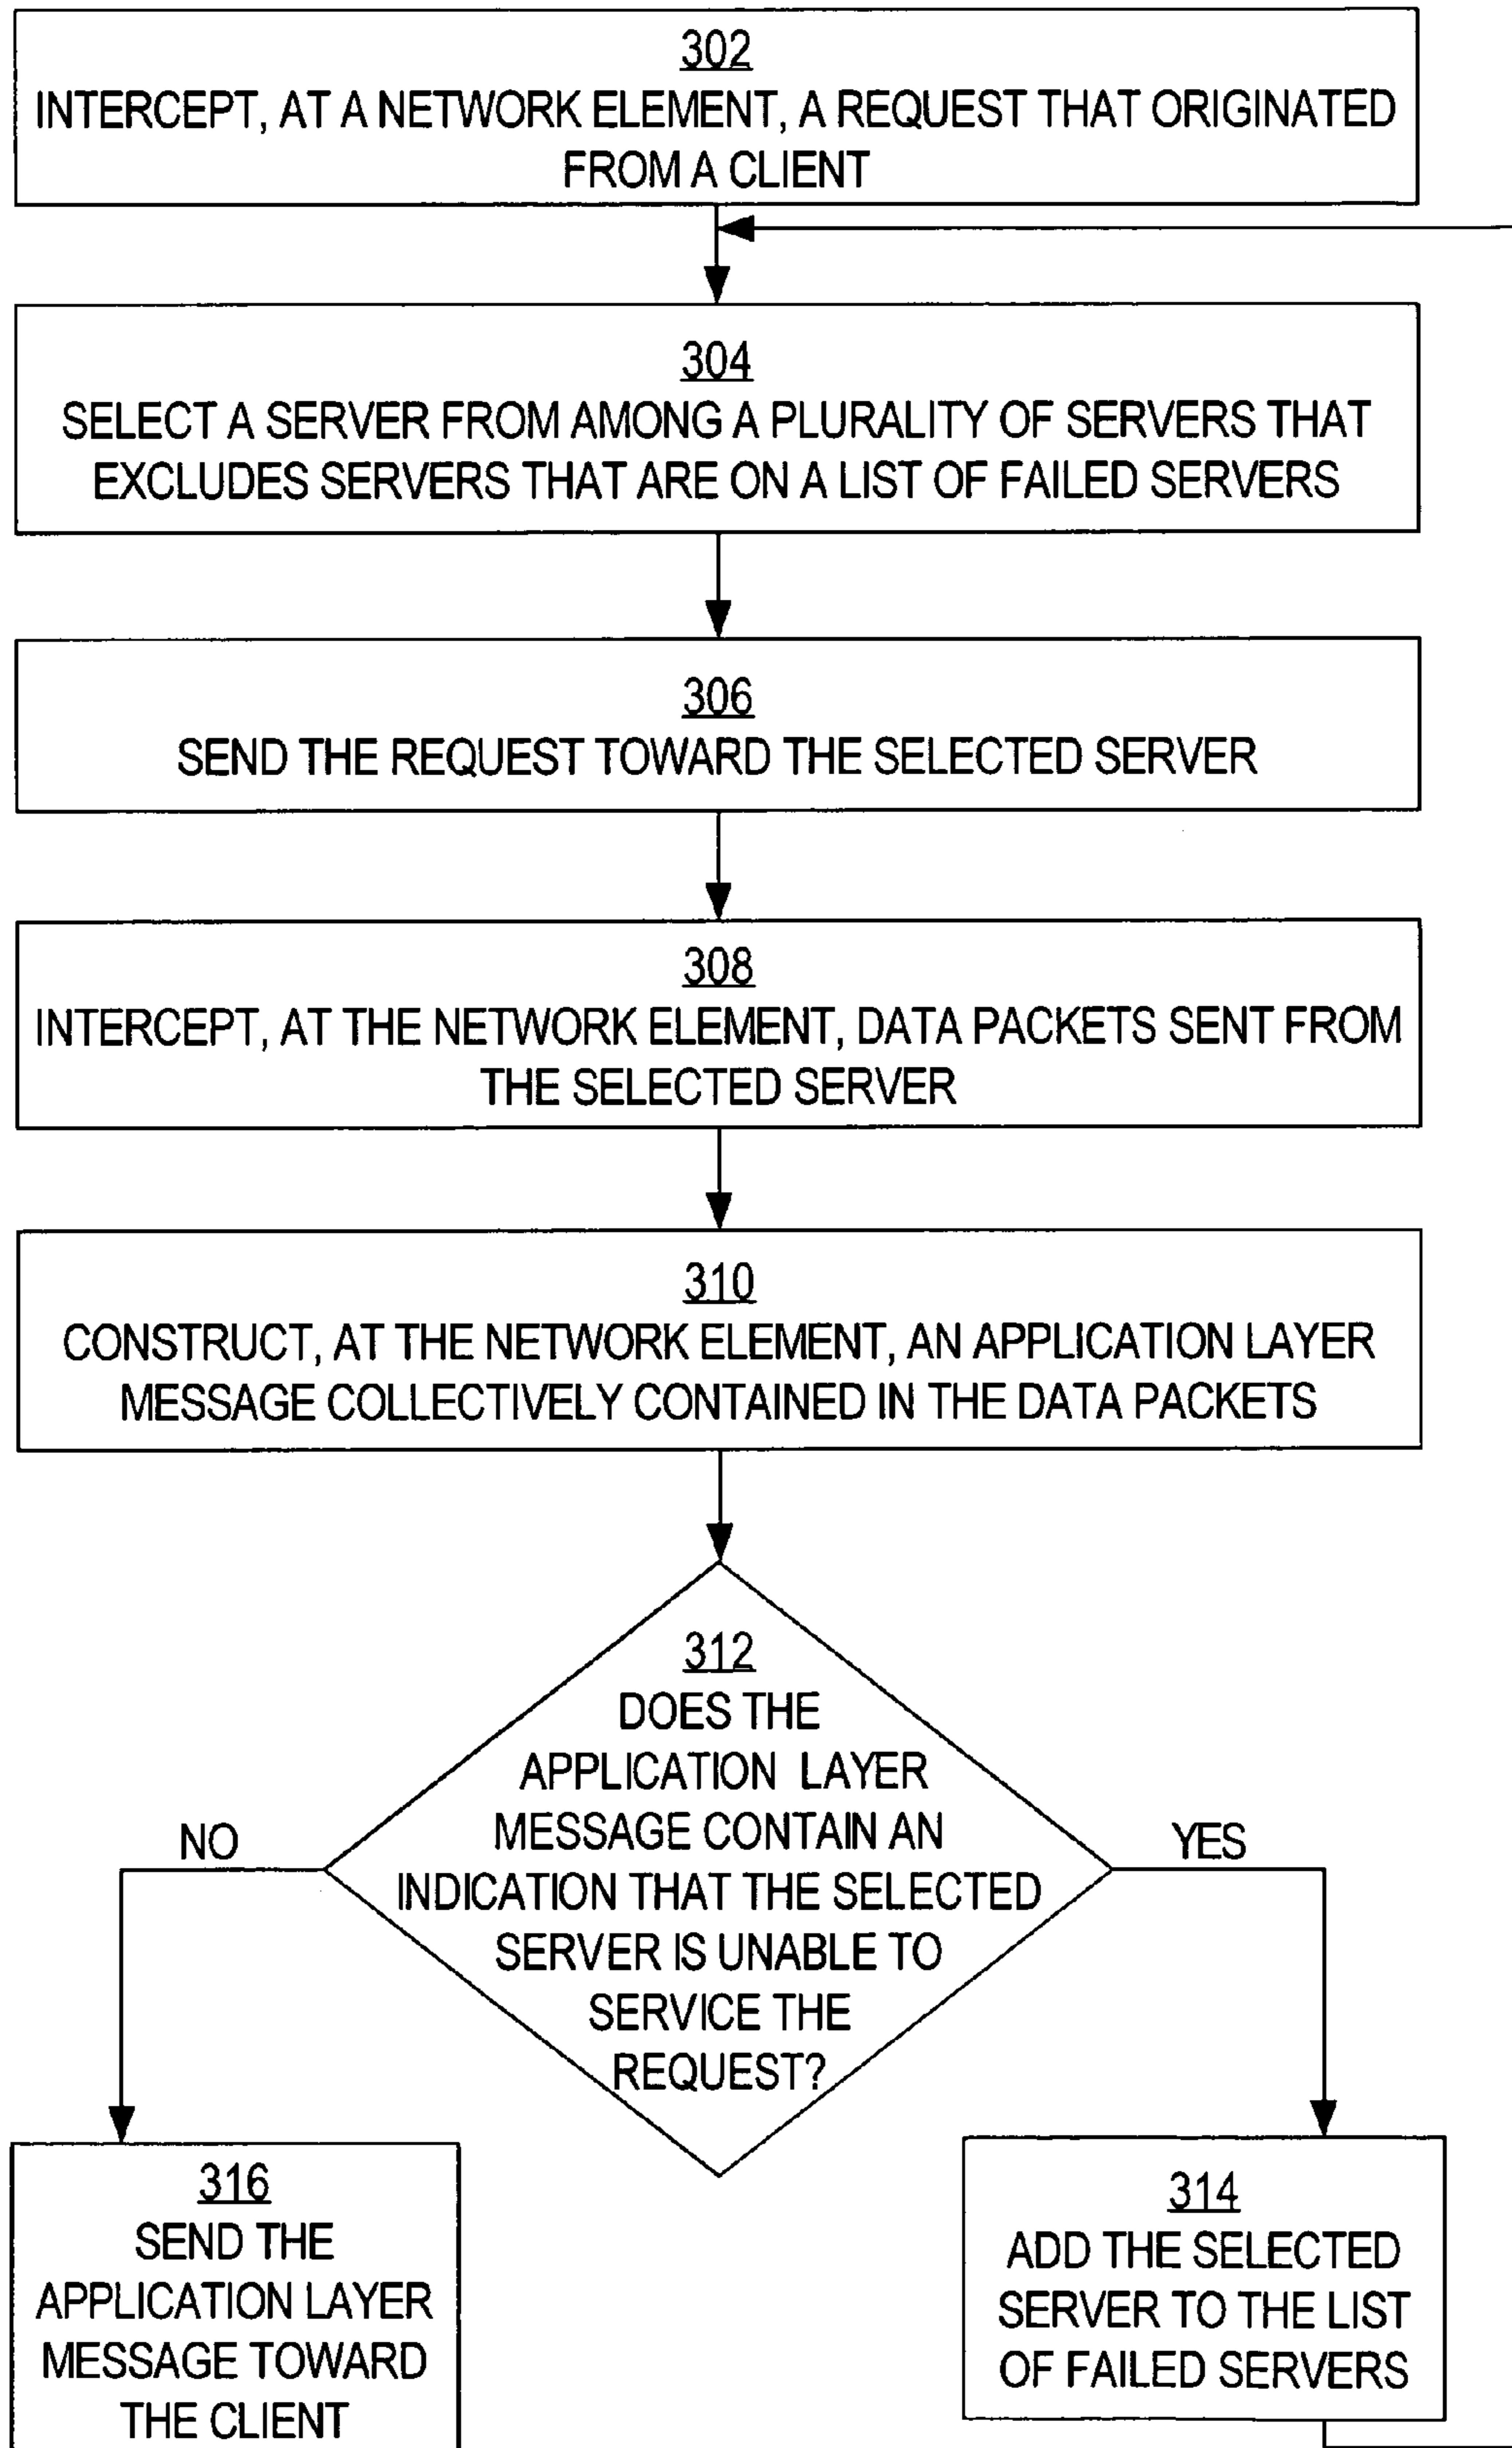 302
INTERCEPT, AT A NETWORK ELEMENT, A REQUEST THAT ORIGINATED
FROM A CLIENT
304
SELECT A SERVER FROM AMONG A PLURALITY OF SERVERS THAT
EXCLUDES SERVERS THAT ARE ON A LIST OF FAILED SERVERS
306
SEND THE REQUEST TOWARD THE SELECTED SERVER
308
INTERCEPT, AT THE NETWORK ELEMENT, DATA PACKETS SENT FROM
THE SELECTED SERVER
310
CONSTRUCT, AT THE NETWORK ELEMENT, AN APPLICATION LAYER
MESSAGE COLLECTIVELY CONTAINED IN THE DATA PACKETS
312
DOES THE
APPLICATION LAYER
MESSAGE CONTAIN AN
INDICATION THAT THE SELECTED
SERVER IS UNABLE TO
SERVICE THE
REQUEST?
NO
YES
316
SEND THE
APPLICATION LAYER
MESSAGE TOWARD
THE CLIENT
314
ADD THE SELECTED
SERVER TO THE LIST
OF FAILED SERVERS